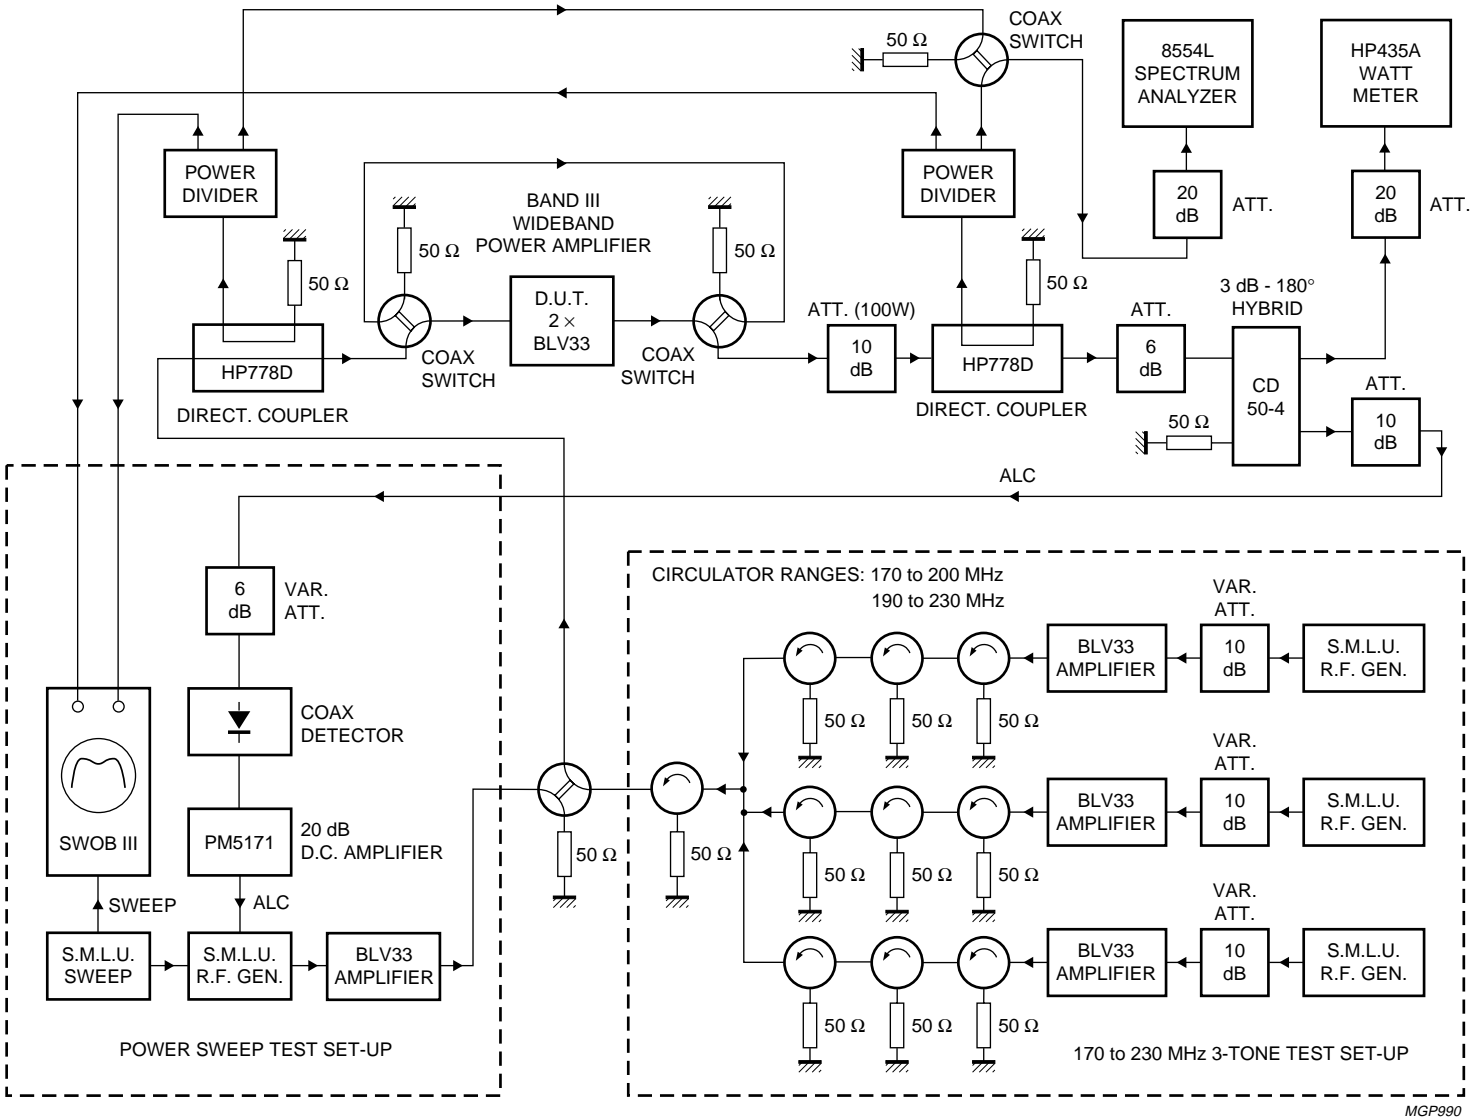 COAX
SWITCH
50 Ω
8554L
SPECTRUM
ANALYZER
HP435A
WATT
METER
POWER
DIVIDER
BAND III
WIDEBAND
POWER AMPLIFIER
POWER
DIVIDER
20
dB
ATT.
20
dB
ATT.
50 Ω
50 Ω
50 Ω
50 Ω
3 dB - 180°
HYBRID
D.U.T.
2 ×
BLV33
ATT. (100W)
ATT.
HP778D
COAX
SWITCH
COAX
SWITCH
10
dB
HP778D
6
dB
CD
50-4
ATT.
DIRECT. COUPLER
DIRECT. COUPLER
50 Ω
10
dB
ALC
6
dB
VAR.
ATT.
CIRCULATOR RANGES: 170 to 200 MHz
190 to 230 MHz
VAR.
ATT.
BLV33
AMPLIFIER
10
dB
S.M.L.U.
R.F. GEN.
COAX
DETECTOR
50 Ω
50 Ω
50 Ω
VAR.
ATT.
SWOB III
PM5171
20 dB
D.C. AMPLIFIER
BLV33
AMPLIFIER
10
dB
S.M.L.U.
R.F. GEN.
50 Ω
50 Ω
50 Ω
50 Ω
50 Ω
SWEEP
ALC
VAR.
ATT.
S.M.L.U.
SWEEP
S.M.L.U.
R.F. GEN.
BLV33
AMPLIFIER
BLV33
AMPLIFIER
10
dB
S.M.L.U.
R.F. GEN.
50 Ω
50 Ω
50 Ω
POWER SWEEP TEST SET-UP
170 to 230 MHz 3-TONE TEST SET-UP
MGP990